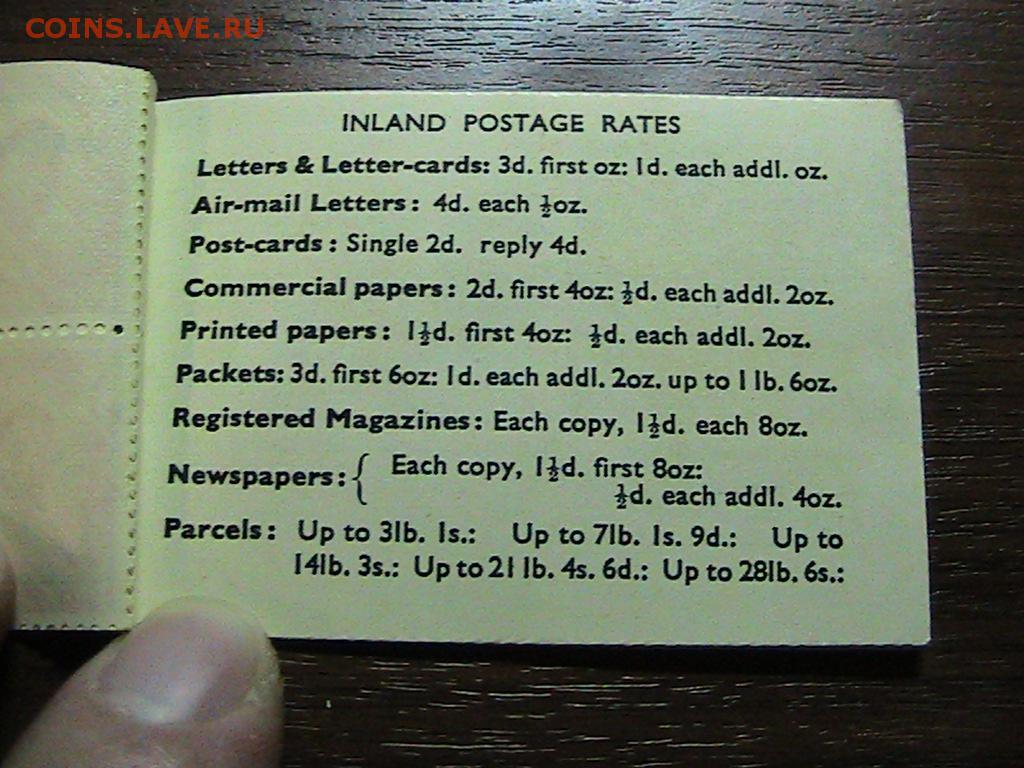 COINS.LAVE.RU
INLAND POSTAGE RATES
Letters & Letter-cards: 3d. first oz: 1d. each addl. oz.
Air-mail Letters: 4d. each ½oz.
Post-cards: Single 2d. reply 4d.
Commercial papers: 2d. first 4oz: ½d. each addl. 2oz.
Printed papers: 1½d. first 4oz: ½d. each addl. 2oz.
Packets: 3d. first 6oz: 1d. each addl. 2oz. up to 1lb. 6oz.
Registered Magazines: Each copy, 1½d. each 8oz.
Newspapers: { Each copy, 1½d. first 8oz:
½d. each addl. 4oz.
Parcels: Up to 3lb. 1s.: Up to 7lb. 1s. 9d.: Up to
14lb. 3s.: Up to 21lb. 4s. 6d.: Up to 28lb. 6s.: